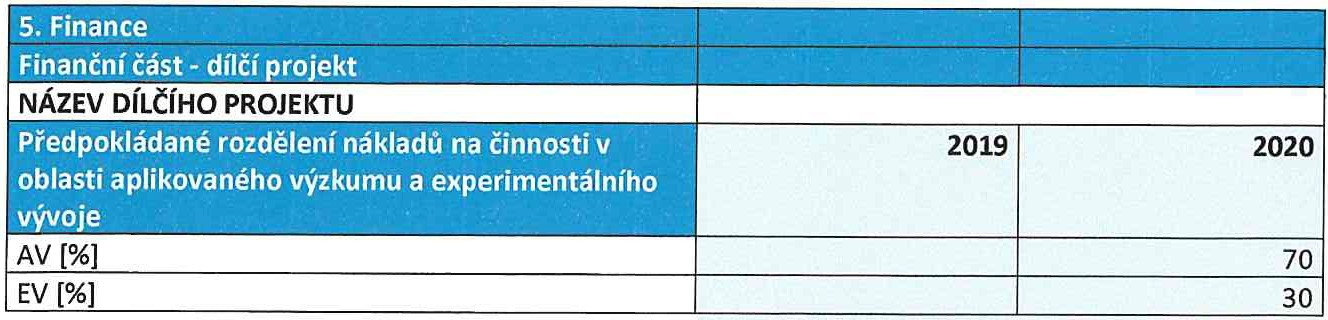 5. Finance
Finanční část - dílčí projekt
NÁZEV DÍLČÍHO PROJEKTU
Předpokládané rozdělení nákladů na činnosti v 2019 2020
oblasti aplikovaného výzkumu a experimentálního
vývoje
AV [%] 70
EV [%] 30